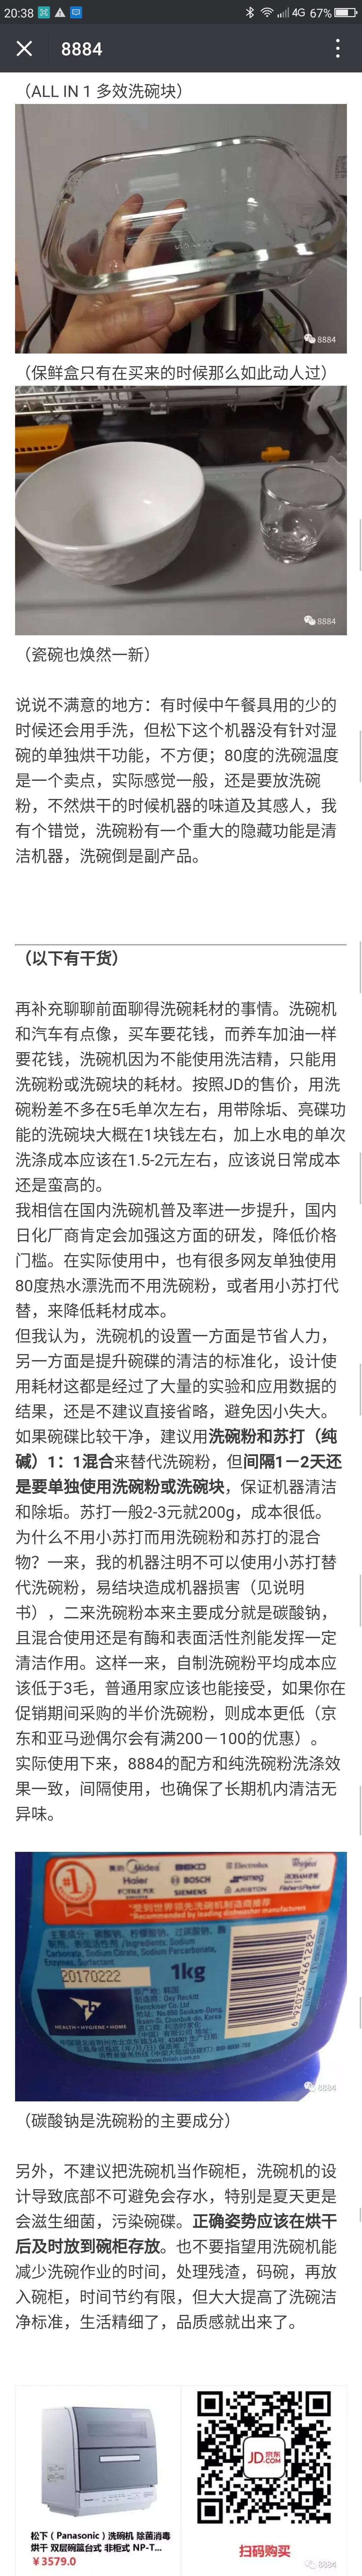 20:38
4G 67%
8884
（ALL IN 1 多效洗碗块）
8884
（保鲜盒只有在买来的时候那么如此动人过）
8884
（瓷碗也焕然一新）
说说不满意的地方：有时候中午餐具用的少的
时候还会用手洗，但松下这个机器没有针对湿
碗的单独烘干功能，不方便；80度的洗碗温度
是一个卖点，实际感觉一般，还是要放洗碗
粉，不然烘干的时候机器的味道及其感人，我
有个错觉，洗碗粉有一个重大的隐藏功能是清
洁机器，洗碗倒是副产品。
（以下有干货）
再补充聊聊前面聊得洗碗耗材的事情。洗碗机
和汽车有点像，买车要花钱，而养车加油一样
要花钱，洗碗机因为不能使用洗洁精，只能用
洗碗粉或洗碗块的耗材。按照JD的售价，用洗
碗粉差不多在5毛单次左右，用带除垢、亮碟功
能的洗碗块大概在1块钱左右，加上水电的单次
洗涤成本应该在1.5-2元左右，应该说日常成本
还是蛮高的。
我相信在国内洗碗机普及率进一步提升，国内
日化厂商肯定会加强这方面的研发，降低价格
门槛。在实际使用中，也有很多网友单独使用
80度热水漂洗而不用洗碗粉，或者用小苏打代
替，来降低耗材成本。
但我认为，洗碗机的设置一方面是节省人力，
另一方面是提升碗碟的清洁的标准化，设计使
用耗材这都是经过了大量的实验和应用数据的
结果，还是不建议直接省略，避免因小失大。
如果碗碟比较干净，建议用洗碗粉和苏打（纯
碱）1：1混合来替代洗碗粉，但间隔1－2天还
是要单独使用洗碗粉或洗碗块，保证机器清洁
和除垢。苏打一般2-3元就200g，成本很低。
为什么不用小苏打而用洗碗粉和苏打的混合
物？一来，我的机器注明不可以使用小苏打替
代洗碗粉，易结块造成机器损害（见说明
书），二来洗碗粉本来主要成分就是碳酸钠，
且混合使用还是有酶和表面活性剂能发挥一定
清洁作用。这样一来，自制洗碗粉平均成本应
该低于3毛，普通用家应该也能接受，如果你在
促销期间采购的半价洗碗粉，则成本更低（京
东和亚马逊偶尔会有满200－100的优惠）。
实际使用下来，8884的配方和纯洗碗粉洗涤效
果一致，间隔使用，也确保了长期机内清洁无
异味。
#1
美的 Midea BEKO Electrolux Whirlpool
Haier BOSCH smeg
SIEMENS ARISTON Fisher&Paykel
"受到世界领先洗碗机制造商推荐"
"Recommended by leading dishwasher manufacturers"
Ingredients: Sodium
Carbonate, Sodium Citrate, Sodium Percarbonate,
Enzymes, Surfactant
20170222
1kg
rb
HEALTH • HYGIENE • HOME
8884
（碳酸钠是洗碗粉的主要成分）
另外，不建议把洗碗机当作碗柜，洗碗机的设
计导致底部不可避免会存水，特别是夏天更是
会滋生细菌，污染碗碟。正确姿势应该在烘干
后及时放到碗柜存放。也不要指望用洗碗机能
减少洗碗作业的时间，处理残渣，码碗，再放
入碗柜，时间节约有限，但大大提高了洗碗洁
净标准，生活精细了，品质感就出来了。
松下（Panasonic）洗碗机 除菌消毒
烘干 双层碗篮台式 非柜式 NP-T...
￥3579.0
JD 京东
.COM
扫码购买
8884